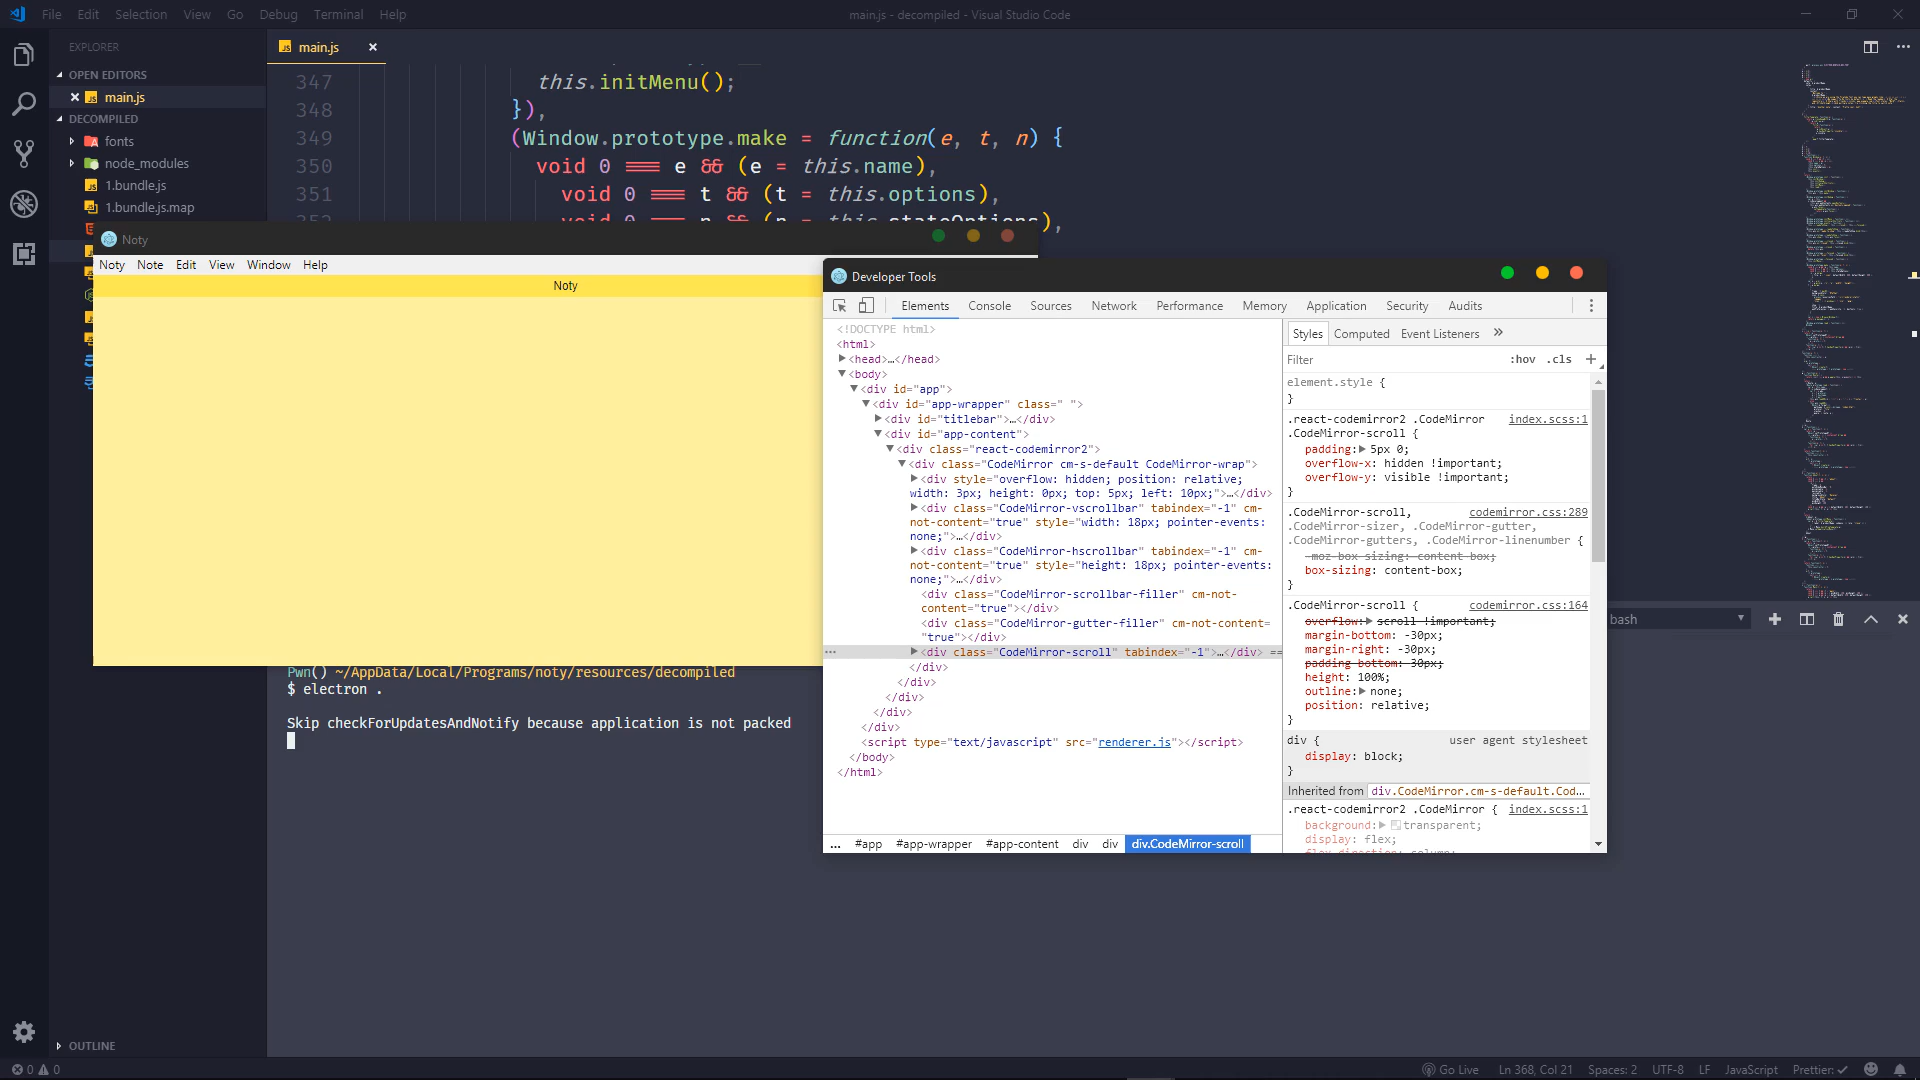 File Edit Selection View Go Debug Terminal Help
main.js - decompiled - Visual Studio Code
EXPLORER
OPEN EDITORS
main.js
DECOMPILED
fonts
node_modules
1.bundle.js
1.bundle.js.map
OUTLINE
main.js
347 this.initMenu();
348 }),
349 (Window.prototype.make = function(e, t, n) {
350 void 0 === e && (e = this.name),
351 void 0 === t && (t = this.options),
352 void 0 === n && (n = this.stateOptions),
Noty
Noty Note Edit View Window Help
Noty
Developer Tools
Elements Console Sources Network Performance Memory Application Security Audits
<!DOCTYPE html>
<html>
<head>…</head>
<body>
<div id="app">
<div id="app-wrapper" class=" ">
<div id="titlebar">…</div>
<div id="app-content">
<div class="react-codemirror2">
<div class="CodeMirror cm-s-default CodeMirror-wrap">
<div style="overflow: hidden; position: relative;
width: 3px; height: 0px; top: 5px; left: 10px;">…</div>
<div class="CodeMirror-vscrollbar" tabindex="-1" cm-
not-content="true" style="width: 18px; pointer-events:
none;">…</div>
<div class="CodeMirror-hscrollbar" tabindex="-1" cm-
not-content="true" style="height: 18px; pointer-events:
none;">…</div>
<div class="CodeMirror-scrollbar-filler" cm-not-
content="true"></div>
<div class="CodeMirror-gutter-filler" cm-not-content=
"true"></div>
… <div class="CodeMirror-scroll" tabindex="-1">…</div> ==
</div>
</div>
</div>
</div>
</div>
<script type="text/javascript" src="renderer.js"></script>
</body>
</html>
... #app #app-wrapper #app-content div div div.CodeMirror-scroll
Styles Computed Event Listeners »
Filter :hov .cls +
element.style {
}
.react-codemirror2 .CodeMirror index.scss:1
.CodeMirror-scroll {
padding: 5px 0;
overflow-x: hidden !important;
overflow-y: visible !important;
}
.CodeMirror-scroll, codemirror.css:289
.CodeMirror-sizer, .CodeMirror-gutter,
.CodeMirror-gutters, .CodeMirror-linenumber {
-moz-box-sizing: content-box;
box-sizing: content-box;
}
.CodeMirror-scroll { codemirror.css:164
overflow: scroll !important;
margin-bottom: -30px;
margin-right: -30px;
padding-bottom: 30px;
height: 100%;
outline: none;
position: relative;
}
div { user agent stylesheet
display: block;
}
Inherited from div.CodeMirror.cm-s-default.Cod…
.react-codemirror2 .CodeMirror { index.scss:1
background: transparent;
display: flex;
flex-direction: column;
bash
Pwn() ~/AppData/Local/Programs/noty/resources/decompiled
$ electron .
Skip checkForUpdatesAndNotify because application is not packed
0 0
Go Live Ln 368, Col 21 Spaces: 2 UTF-8 LF JavaScript Prettier: ✓